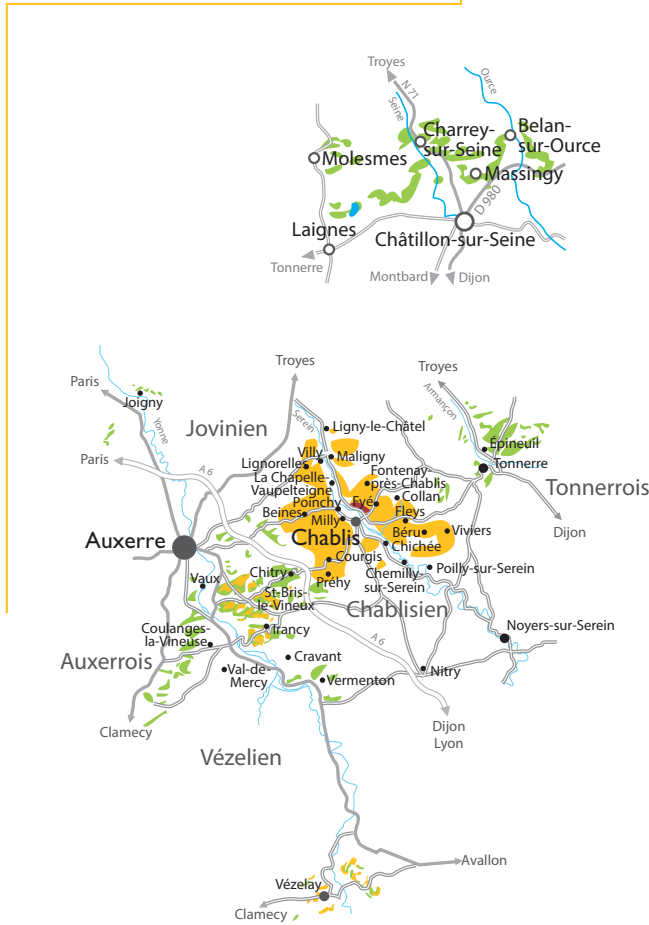 Troyes
N 71
Seine
Ource
Charrey-
sur-Seine
Belan-
sur-Ource
Molesmes
Massingy
D 980
Laignes
Châtillon-sur-Seine
Tonnerre
Montbard
Dijon
Troyes
Troyes
Paris
Joigny
Yonne
Jovinien
Serein
Armançon
Ligny-le-Châtel
Épineuil
Paris
A 6
Villy
Maligny
Lignorelles
Fontenay-
près-Chablis
Tonnerre
La Chapelle-
Vaupelteigne
Tonnerrois
Collan
Poinchy
Fyé
Beines
Milly
Fleys
Dijon
Auxerre
Chablis
Béru
Viviers
Chichée
Courgis
Vaux
Chitry
Préhy
Chemilly
sur-Serein
Poilly-sur-Serein
St-Bris-
le-Vineux
Chablisien
Coulanges-
la-Vineuse
Irancy
A 6
Noyers-sur-Serein
Auxerrois
Cravant
Val-de-
Mercy
Vermenton
Nitry
Clamecy
Dijon
Lyon
Vézelien
Avallon
Vézelay
Clamecy